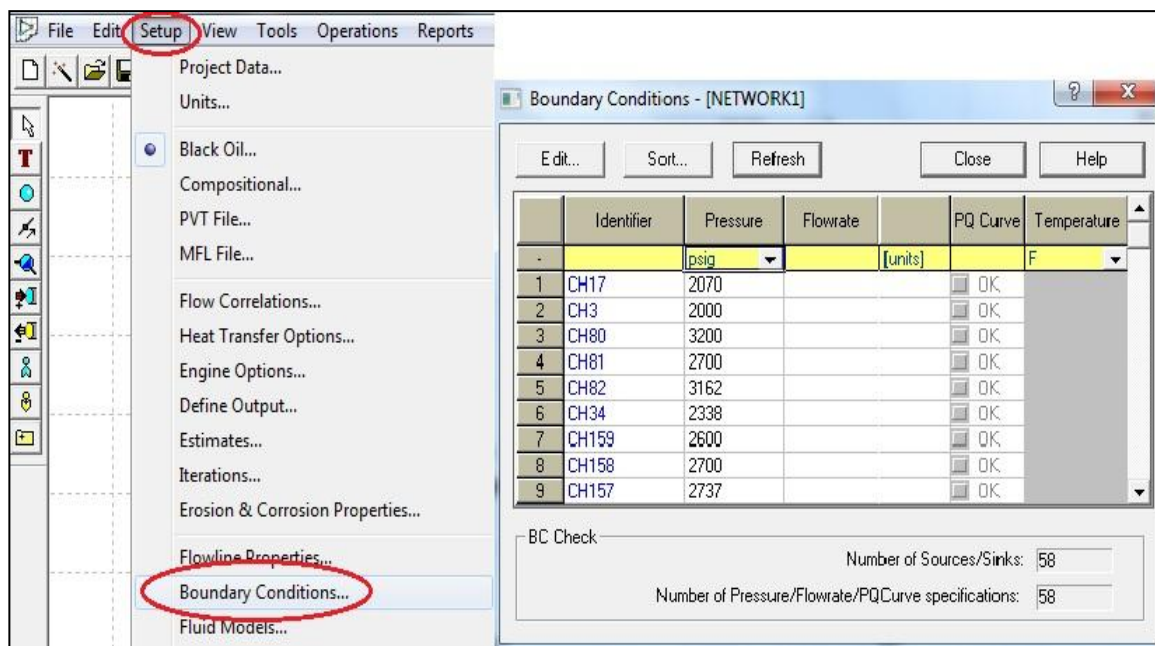 File Edit Setup View Tools Operations Reports
T
Project Data...
Units...
Black Oil...
Compositional...
PVT File...
MFL File...
Flow Correlations...
Heat Transfer Options...
Engine Options...
Define Output...
Estimates...
Iterations...
Erosion & Corrosion Properties...
Flowline Properties...
Boundary Conditions...
Fluid Models...
Boundary Conditions - [NETWORK1]
? X
Edit... Sort... Refresh Close Help
Identifier Pressure Flowrate PQ Curve Temperature
- psig [units] F
1 CH17 2070 OK
2 CH3 2000 OK
3 CH80 3200 OK
4 CH81 2700 OK
5 CH82 3162 OK
6 CH34 2338 OK
7 CH159 2600 OK
8 CH158 2700 OK
9 CH157 2737 OK
BC Check
Number of Sources/Sinks: 58
Number of Pressure/Flowrate/PQCurve specifications: 58